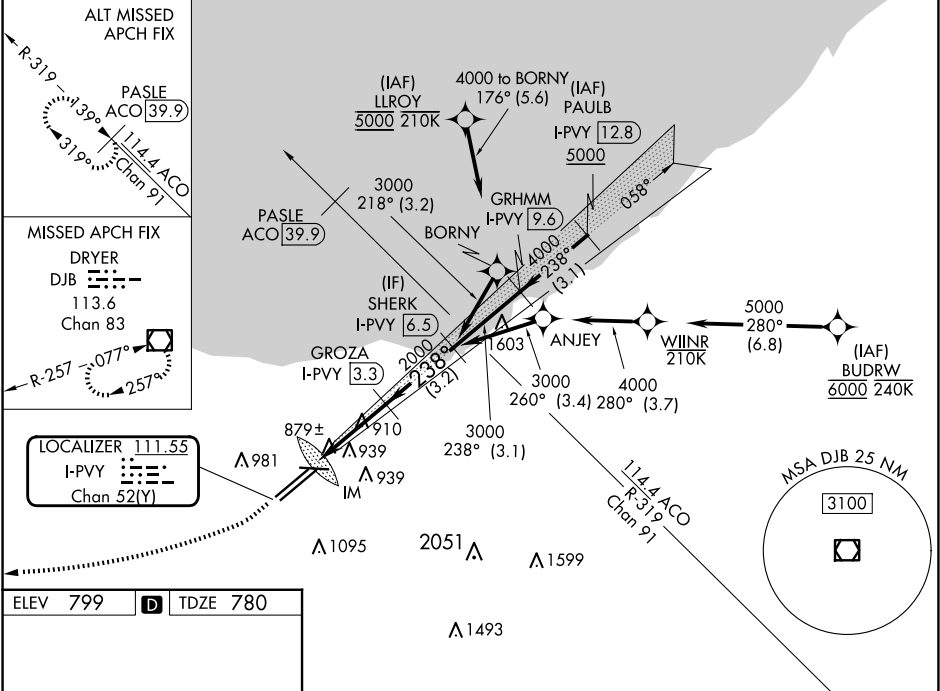 ALT MISSED
APCH FIX
R-319
139°
PASLE
ACO 39.9
319°
114.4 ACO
Chan 91
MISSED APCH FIX
DRYER
DJB
113.6
Chan 83
R-257
077°
257°
LOCALIZER 111.55
I-PVY
Chan 52(Y)
(IAF)
LLROY
5000 210K
4000 to BORNY
176° (5.6)
(IAF)
PAULB
I-PVY 12.8
5000
058°
3000
218° (3.2)
GRHMM
I-PVY 9.6
BORNY
4000
238°
(3.1)
PASLE
ACO 39.9
(IF)
SHERK
I-PVY 6.5
1603
ANJEY
WIINR
210K
5000
280°
(6.8)
(IAF)
BUDRW
6000 240K
GROZA
I-PVY 3.3
2000
238°
(3.2)
3000
260° (3.4)
4000
280° (3.7)
3000
238° (3.1)
879±
910
939
939
981
IM
114.4 ACO
R-319
Chan 91
MSA DJB 25 NM
3100
1095
2051
1599
1493
ELEV 799 D TDZE 780